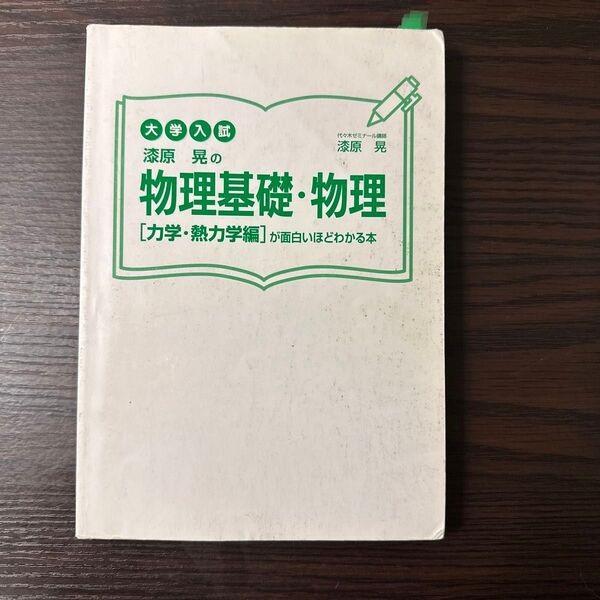 大学入試
代々木ゼミナール講師
漆原 晃の
漆原 晃
物理基礎・物理
[力学・熱力学編]が面白いほどわかる本